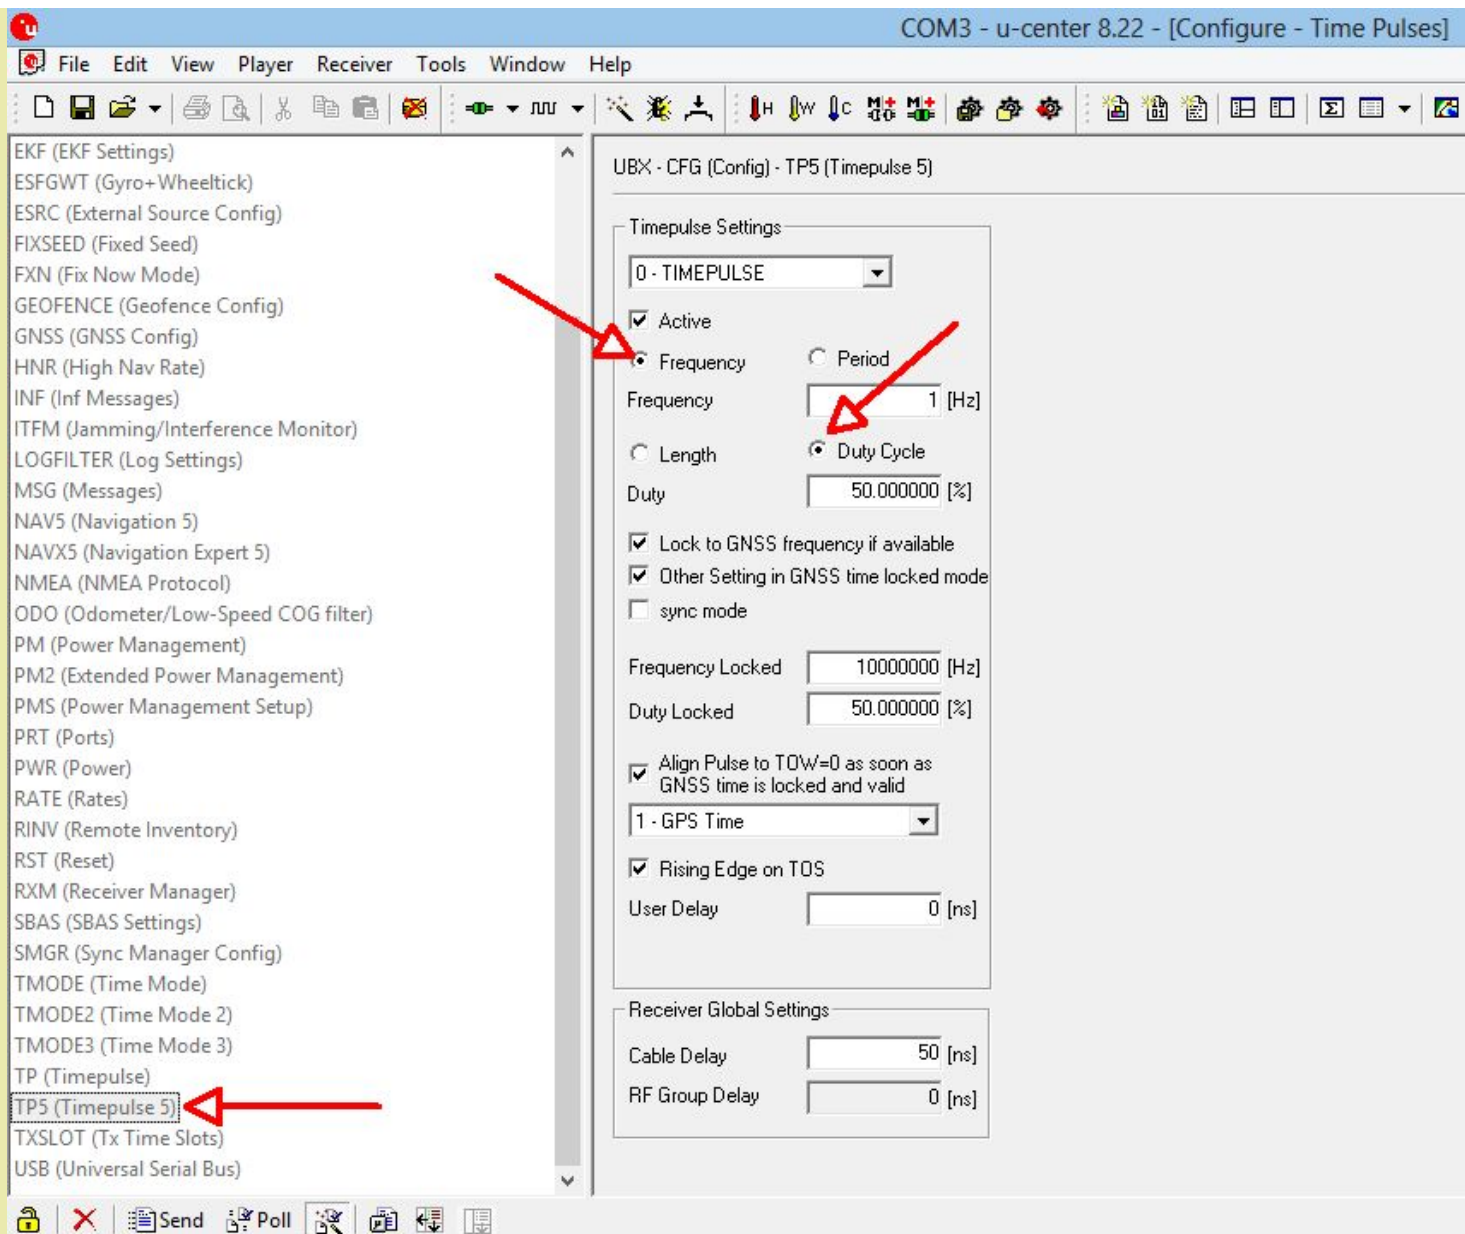 COM3 - u-center 8.22 - [Configure - Time Pulses]
File Edit View Player Receiver Tools Window Help
EKF (EKF Settings)
ESFGWT (Gyro+Wheeltick)
ESRC (External Source Config)
FIXSEED (Fixed Seed)
FXN (Fix Now Mode)
GEOFENCE (Geofence Config)
GNSS (GNSS Config)
HNR (High Nav Rate)
INF (Inf Messages)
ITFM (Jamming/Interference Monitor)
LOGFILTER (Log Settings)
MSG (Messages)
NAV5 (Navigation 5)
NAVX5 (Navigation Expert 5)
NMEA (NMEA Protocol)
ODO (Odometer/Low-Speed COG filter)
PM (Power Management)
PM2 (Extended Power Management)
PMS (Power Management Setup)
PRT (Ports)
PWR (Power)
RATE (Rates)
RINV (Remote Inventory)
RST (Reset)
RXM (Receiver Manager)
SBAS (SBAS Settings)
SMGR (Sync Manager Config)
TMODE (Time Mode)
TMODE2 (Time Mode 2)
TMODE3 (Time Mode 3)
TP (Timepulse)
TP5 (Timepulse 5)
TXSLOT (Tx Time Slots)
USB (Universal Serial Bus)
UBX - CFG (Config) - TP5 (Timepulse 5)
Timepulse Settings
0 - TIMEPULSE
Active
Frequency Period
Frequency 1 [Hz]
Length Duty Cycle
Duty 50.000000 [%]
Lock to GNSS frequency if available
Other Setting in GNSS time locked mode
sync mode
Frequency Locked 10000000 [Hz]
Duty Locked 50.000000 [%]
Align Pulse to TOW=0 as soon as
GNSS time is locked and valid
1 - GPS Time
Rising Edge on TOS
User Delay 0 [ns]
Receiver Global Settings
Cable Delay 50 [ns]
RF Group Delay 0 [ns]
Send Poll